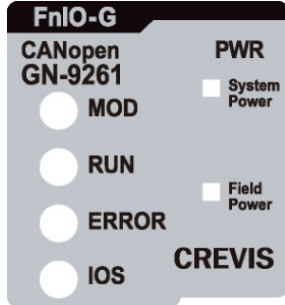 FnIO-G
CANopen
GN-9261
PWR
MOD
System
Power
RUN
Field
Power
ERROR
IOS
CREVIS